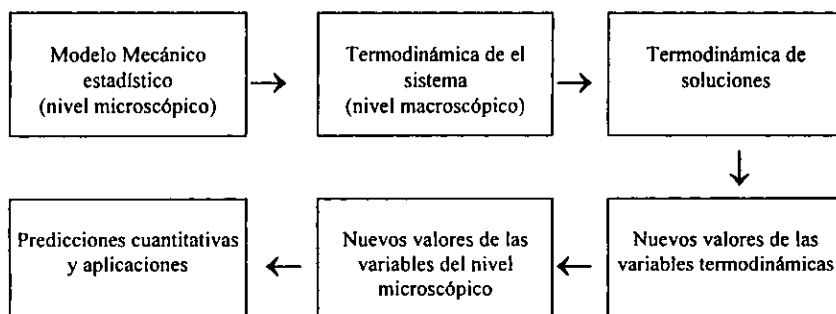 Modelo Mecánico
estadístico
(nivel microscópico)
Termodinámica de el
sistema
(nivel macroscópico)
Termodinámica de
soluciones
Predicciones cuantitativas
y aplicaciones
Nuevos valores de las
variables del nivel
microscópico
Nuevos valores de las
variables termodinámicas